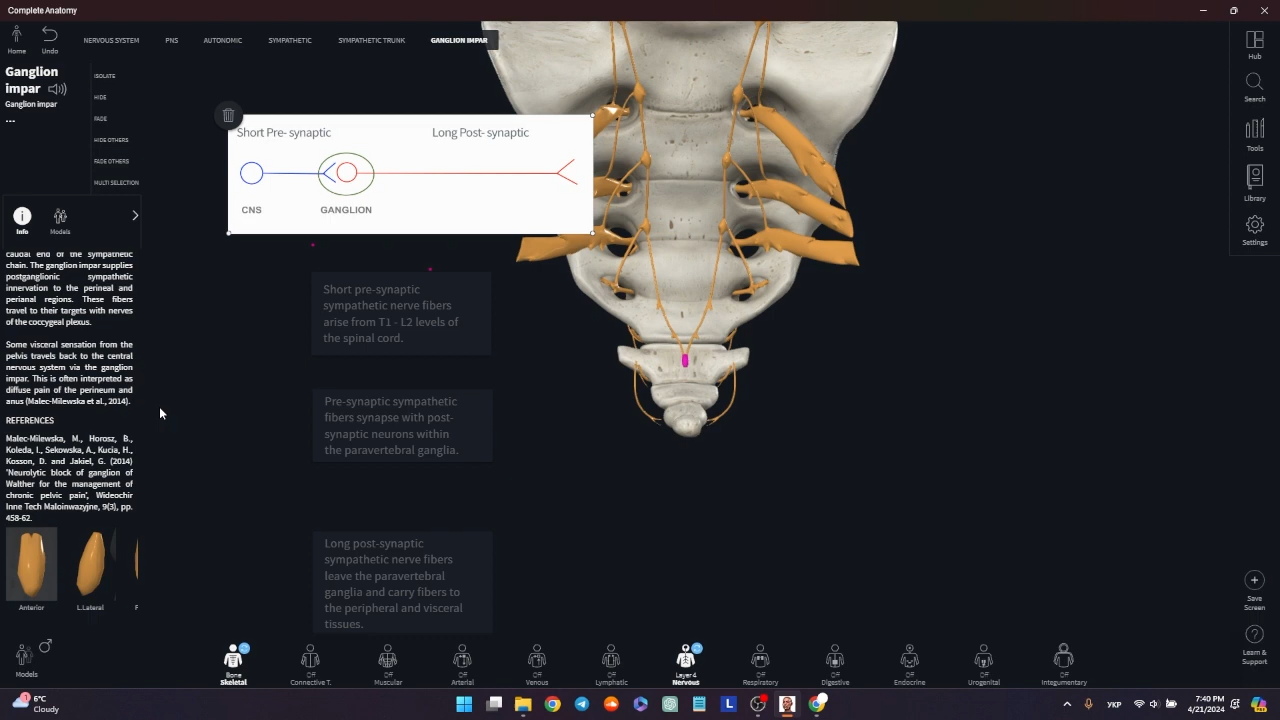 Complete Anatomy
Home
Undo
NERVOUS SYSTEM
PNS
AUTONOMIC
SYMPATHETIC
SYMPATHETIC TRUNK
GANGLION IMPAR
Ganglion
impar
Ganglion impar
...
ISOLATE
HIDE
FADE
HIDE OTHERS
FADE OTHERS
MULTI SELECTION
Info
Models
caudal end of the sympathetic
chain. The ganglion impar supplies
postganglionic sympathetic
innervation to the perineal and
perianal regions. These fibers
travel to their targets with nerves
of the coccygeal plexus.
Some visceral sensation from the
pelvis travels back to the central
nervous system via the ganglion
impar. This is often interpreted as
diffuse pain of the perineum and
anus (Malec-Milewska et al., 2014).
REFERENCES
Malec-Milewska, M., Horosz, B.,
Koleda, I., Sekowska, A., Kucia, H.,
Kosson, D. and Jakiel, G. (2014)
'Neurolytic block of ganglion of
Walther for the management of
chronic pelvic pain', Wideochir
Inne Tech Maloinwazyjne, 9(3), pp.
458-62.
Anterior
L.Lateral
Models
Short Pre- synaptic
Long Post- synaptic
CNS
GANGLION
Short pre-synaptic
sympathetic nerve fibers
arise from T1 - L2 levels of
the spinal cord.
Pre-synaptic sympathetic
fibers synapse with post-
synaptic neurons within
the paravertebral ganglia.
Long post-synaptic
sympathetic nerve fibers
leave the paravertebral
ganglia and carry fibers to
the peripheral and visceral
tissues.
Hub
Search
Tools
Library
Settings
Save
Screen
Learn &
Support
Bone
Skeletal
Off
Connective T.
Off
Muscular
Off
Arterial
Off
Venous
Off
Lymphatic
Layer 4
Nervous
Off
Respiratory
Off
Digestive
Off
Endocrine
Off
Urogenital
Off
Integumentary
1
6°C
Cloudy
L
УКР
7:40 PM
4/21/2024